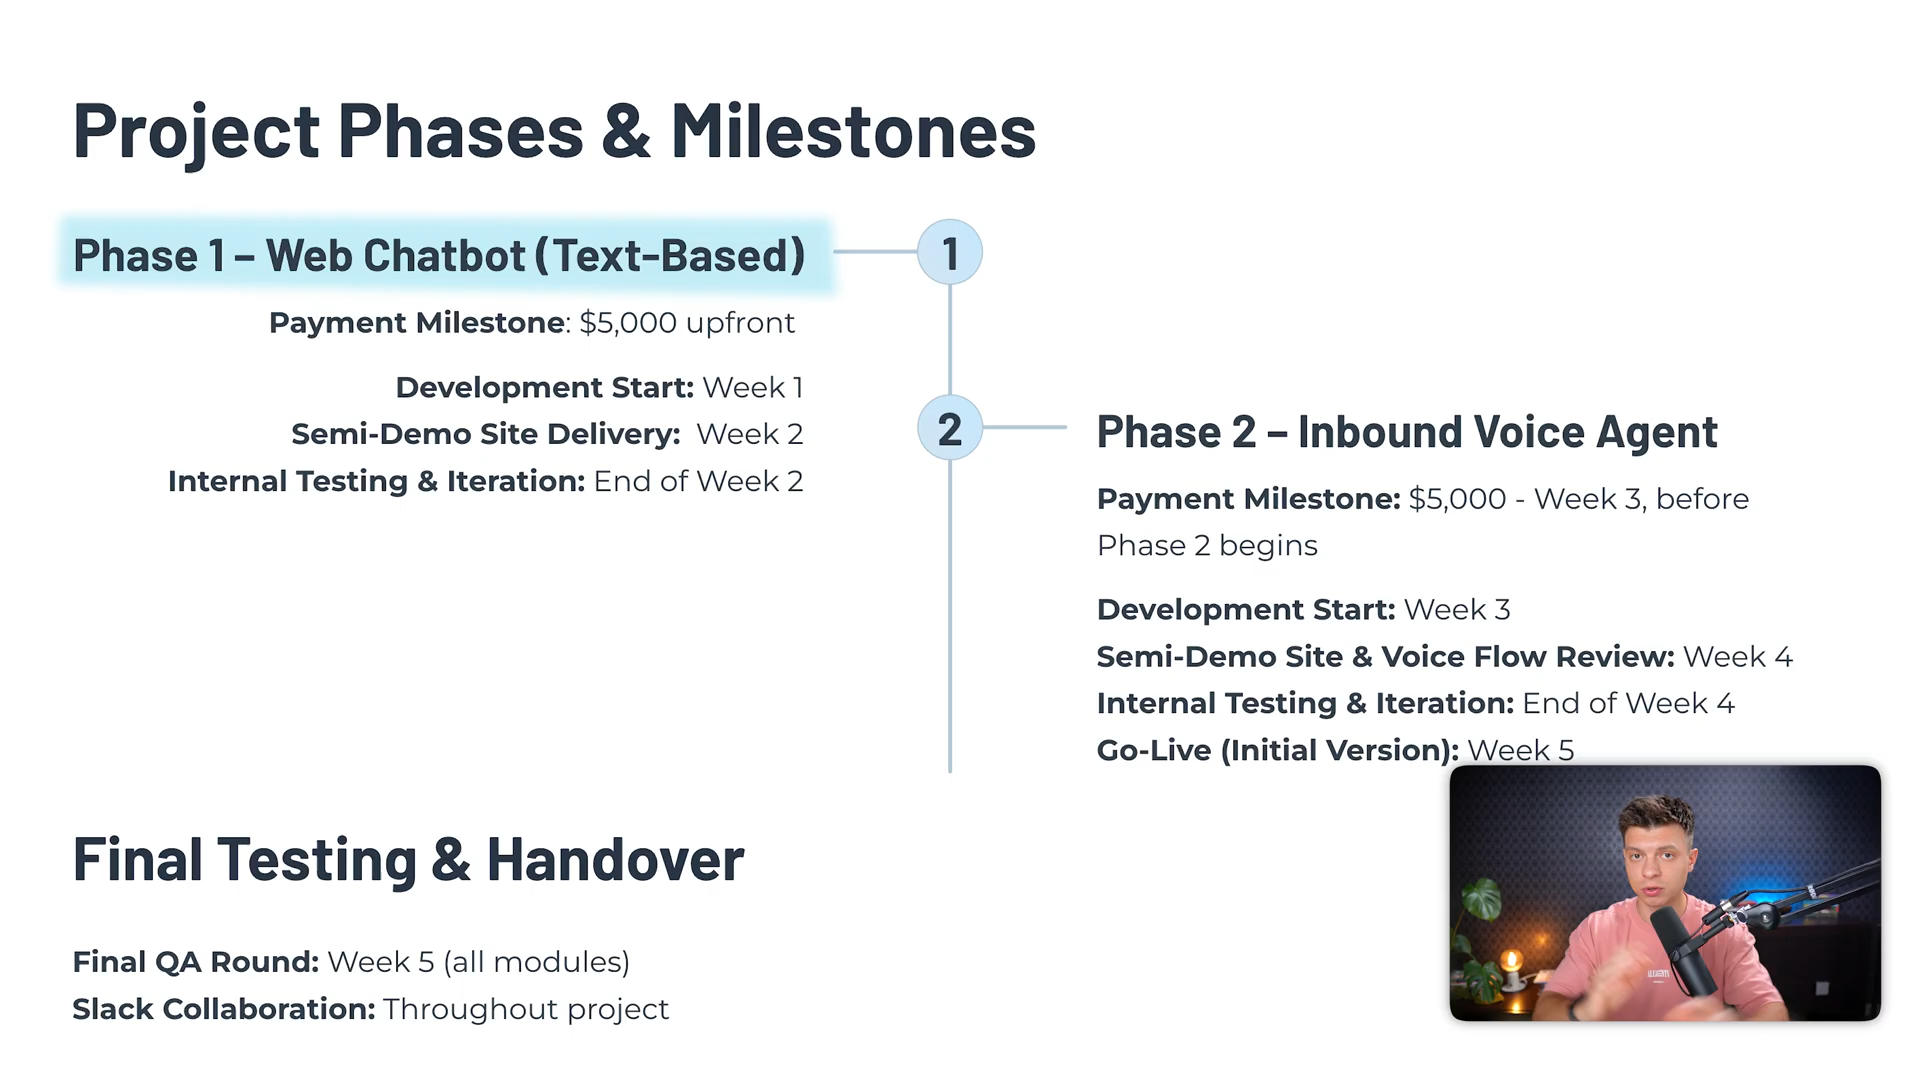 Project Phases & Milestones
Phase 1 – Web Chatbot (Text-Based)
1
Payment Milestone: $5,000 upfront
Development Start: Week 1
Semi-Demo Site Delivery: Week 2
Internal Testing & Iteration: End of Week 2
2
Phase 2 – Inbound Voice Agent
Payment Milestone: $5,000 - Week 3, before
Phase 2 begins
Development Start: Week 3
Semi-Demo Site & Voice Flow Review: Week 4
Internal Testing & Iteration: End of Week 4
Go-Live (Initial Version): Week 5
Final Testing & Handover
Final QA Round: Week 5 (all modules)
Slack Collaboration: Throughout project